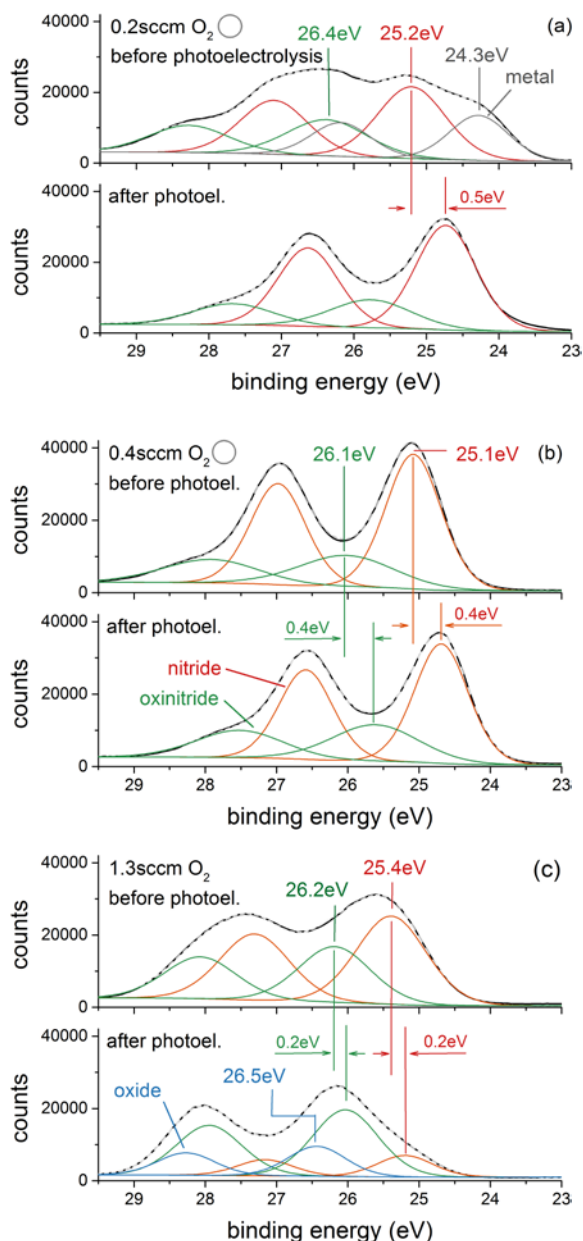 0.2sccm O₂
before photoelectrolysis
26.4eV
25.2eV
24.3eV
(a)
metal
40000
20000
0
counts
after photoel.
0.5eV
40000
20000
0
counts
29 28 27 26 25 24 23
binding energy (eV)
0.4sccm O₂
before photoel.
26.1eV
25.1eV
(b)
40000
20000
0
counts
after photoel.
0.4eV
0.4eV
nitride
oxinitride
40000
20000
0
counts
29 28 27 26 25 24 23
binding energy (eV)
1.3sccm O₂
before photoel.
26.2eV
25.4eV
(c)
40000
20000
0
counts
after photoel.
0.2eV
0.2eV
oxide
26.5eV
40000
20000
0
counts
29 28 27 26 25 24 23
binding energy (eV)